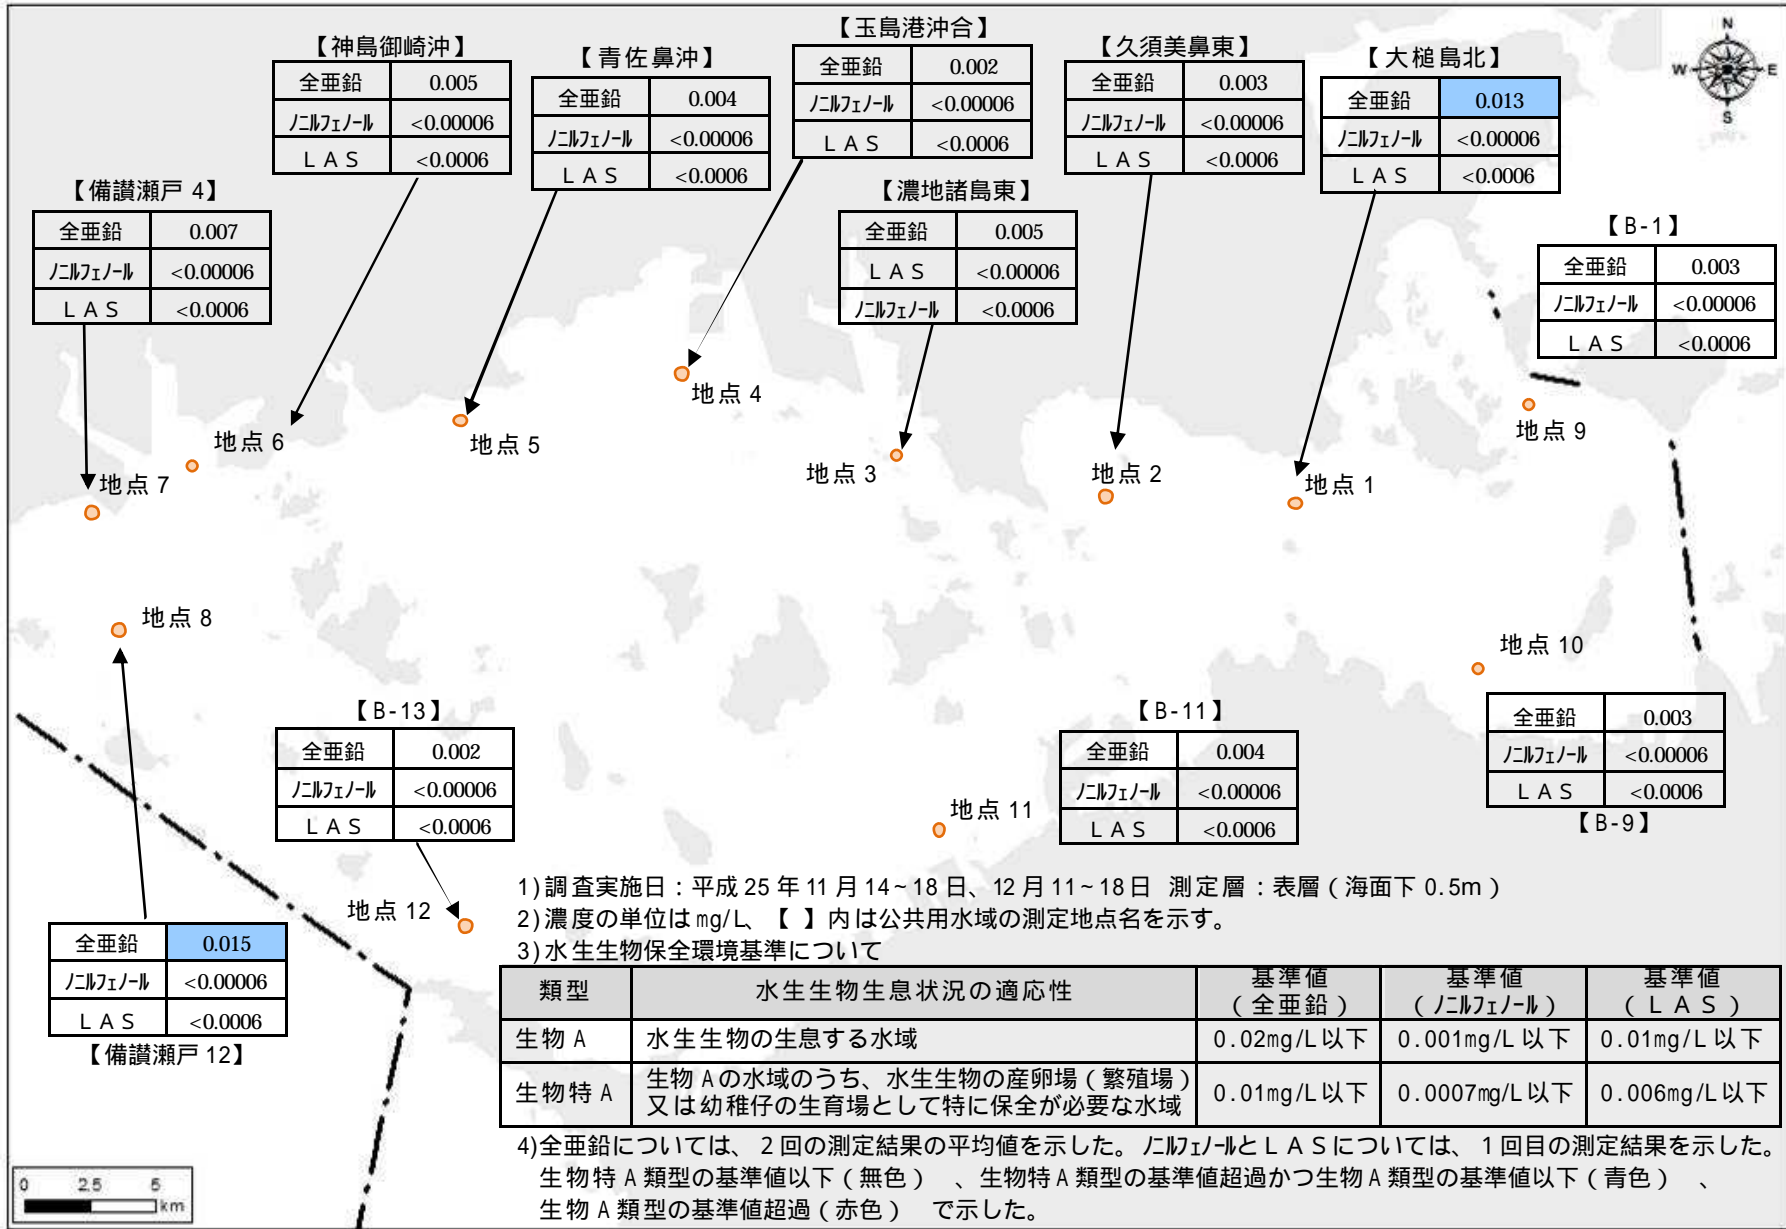 N
W E
S
【神島御崎沖】
全亜鉛 0.005
ノニルフェノール <0.00006
LAS <0.0006
【青佐鼻沖】
全亜鉛 0.004
ノニルフェノール <0.00006
LAS <0.0006
【玉島港沖合】
全亜鉛 0.002
ノニルフェノール <0.00006
LAS <0.0006
【久須美鼻東】
全亜鉛 0.003
ノニルフェノール <0.00006
LAS <0.0006
【大槌島北】
全亜鉛 0.013
ノニルフェノール <0.00006
LAS <0.0006
【備讃瀬戸 4】
全亜鉛 0.007
ノニルフェノール <0.00006
LAS <0.0006
【濃地諸島東】
全亜鉛 0.005
LAS <0.00006
ノニルフェノール <0.0006
【B-1】
全亜鉛 0.003
ノニルフェノール <0.00006
LAS <0.0006
地点 4
地点 9
地点 6
地点 5
地点 3
地点 2
地点 1
地点 7
地点 8
地点 10
全亜鉛 0.003
ノニルフェノール <0.00006
LAS <0.0006
【B-9】
【B-13】
全亜鉛 0.002
ノニルフェノール <0.00006
LAS <0.0006
【B-11】
全亜鉛 0.004
ノニルフェノール <0.00006
LAS <0.0006
地点 11
地点 12
全亜鉛 0.015
ノニルフェノール <0.00006
LAS <0.0006
【備讃瀬戸 12】
1)調査実施日：平成 25 年 11 月 14~18 日、12 月 11~18 日 測定層：表層（海面下 0.5m）
2)濃度の単位は mg/L、【 】内は公共用水域の測定地点名を示す。
3)水生生物保全環境基準について
類型 水生生物生息状況の適応性 基準値（全亜鉛） 基準値（ノニルフェノール） 基準値（LAS）
生物 A 水生生物の生息する水域 0.02mg/L以下 0.001mg/L以下 0.01mg/L以下
生物特 A 生物 A の水域のうち、水生生物の産卵場（繁殖場）又は幼稚仔の生育場として特に保全が必要な水域 0.01mg/L以下 0.0007mg/L以下 0.006mg/L以下
4)全亜鉛については、2 回の測定結果の平均値を示した。ノニルフェノールとLASについては、1 回目の測定結果を示した。
生物特 A 類型の基準値以下（無色） 、生物特 A 類型の基準値超過かつ生物 A 類型の基準値以下（青色） 、
生物 A 類型の基準値超過（赤色） で示した。
0 2.5 5
km